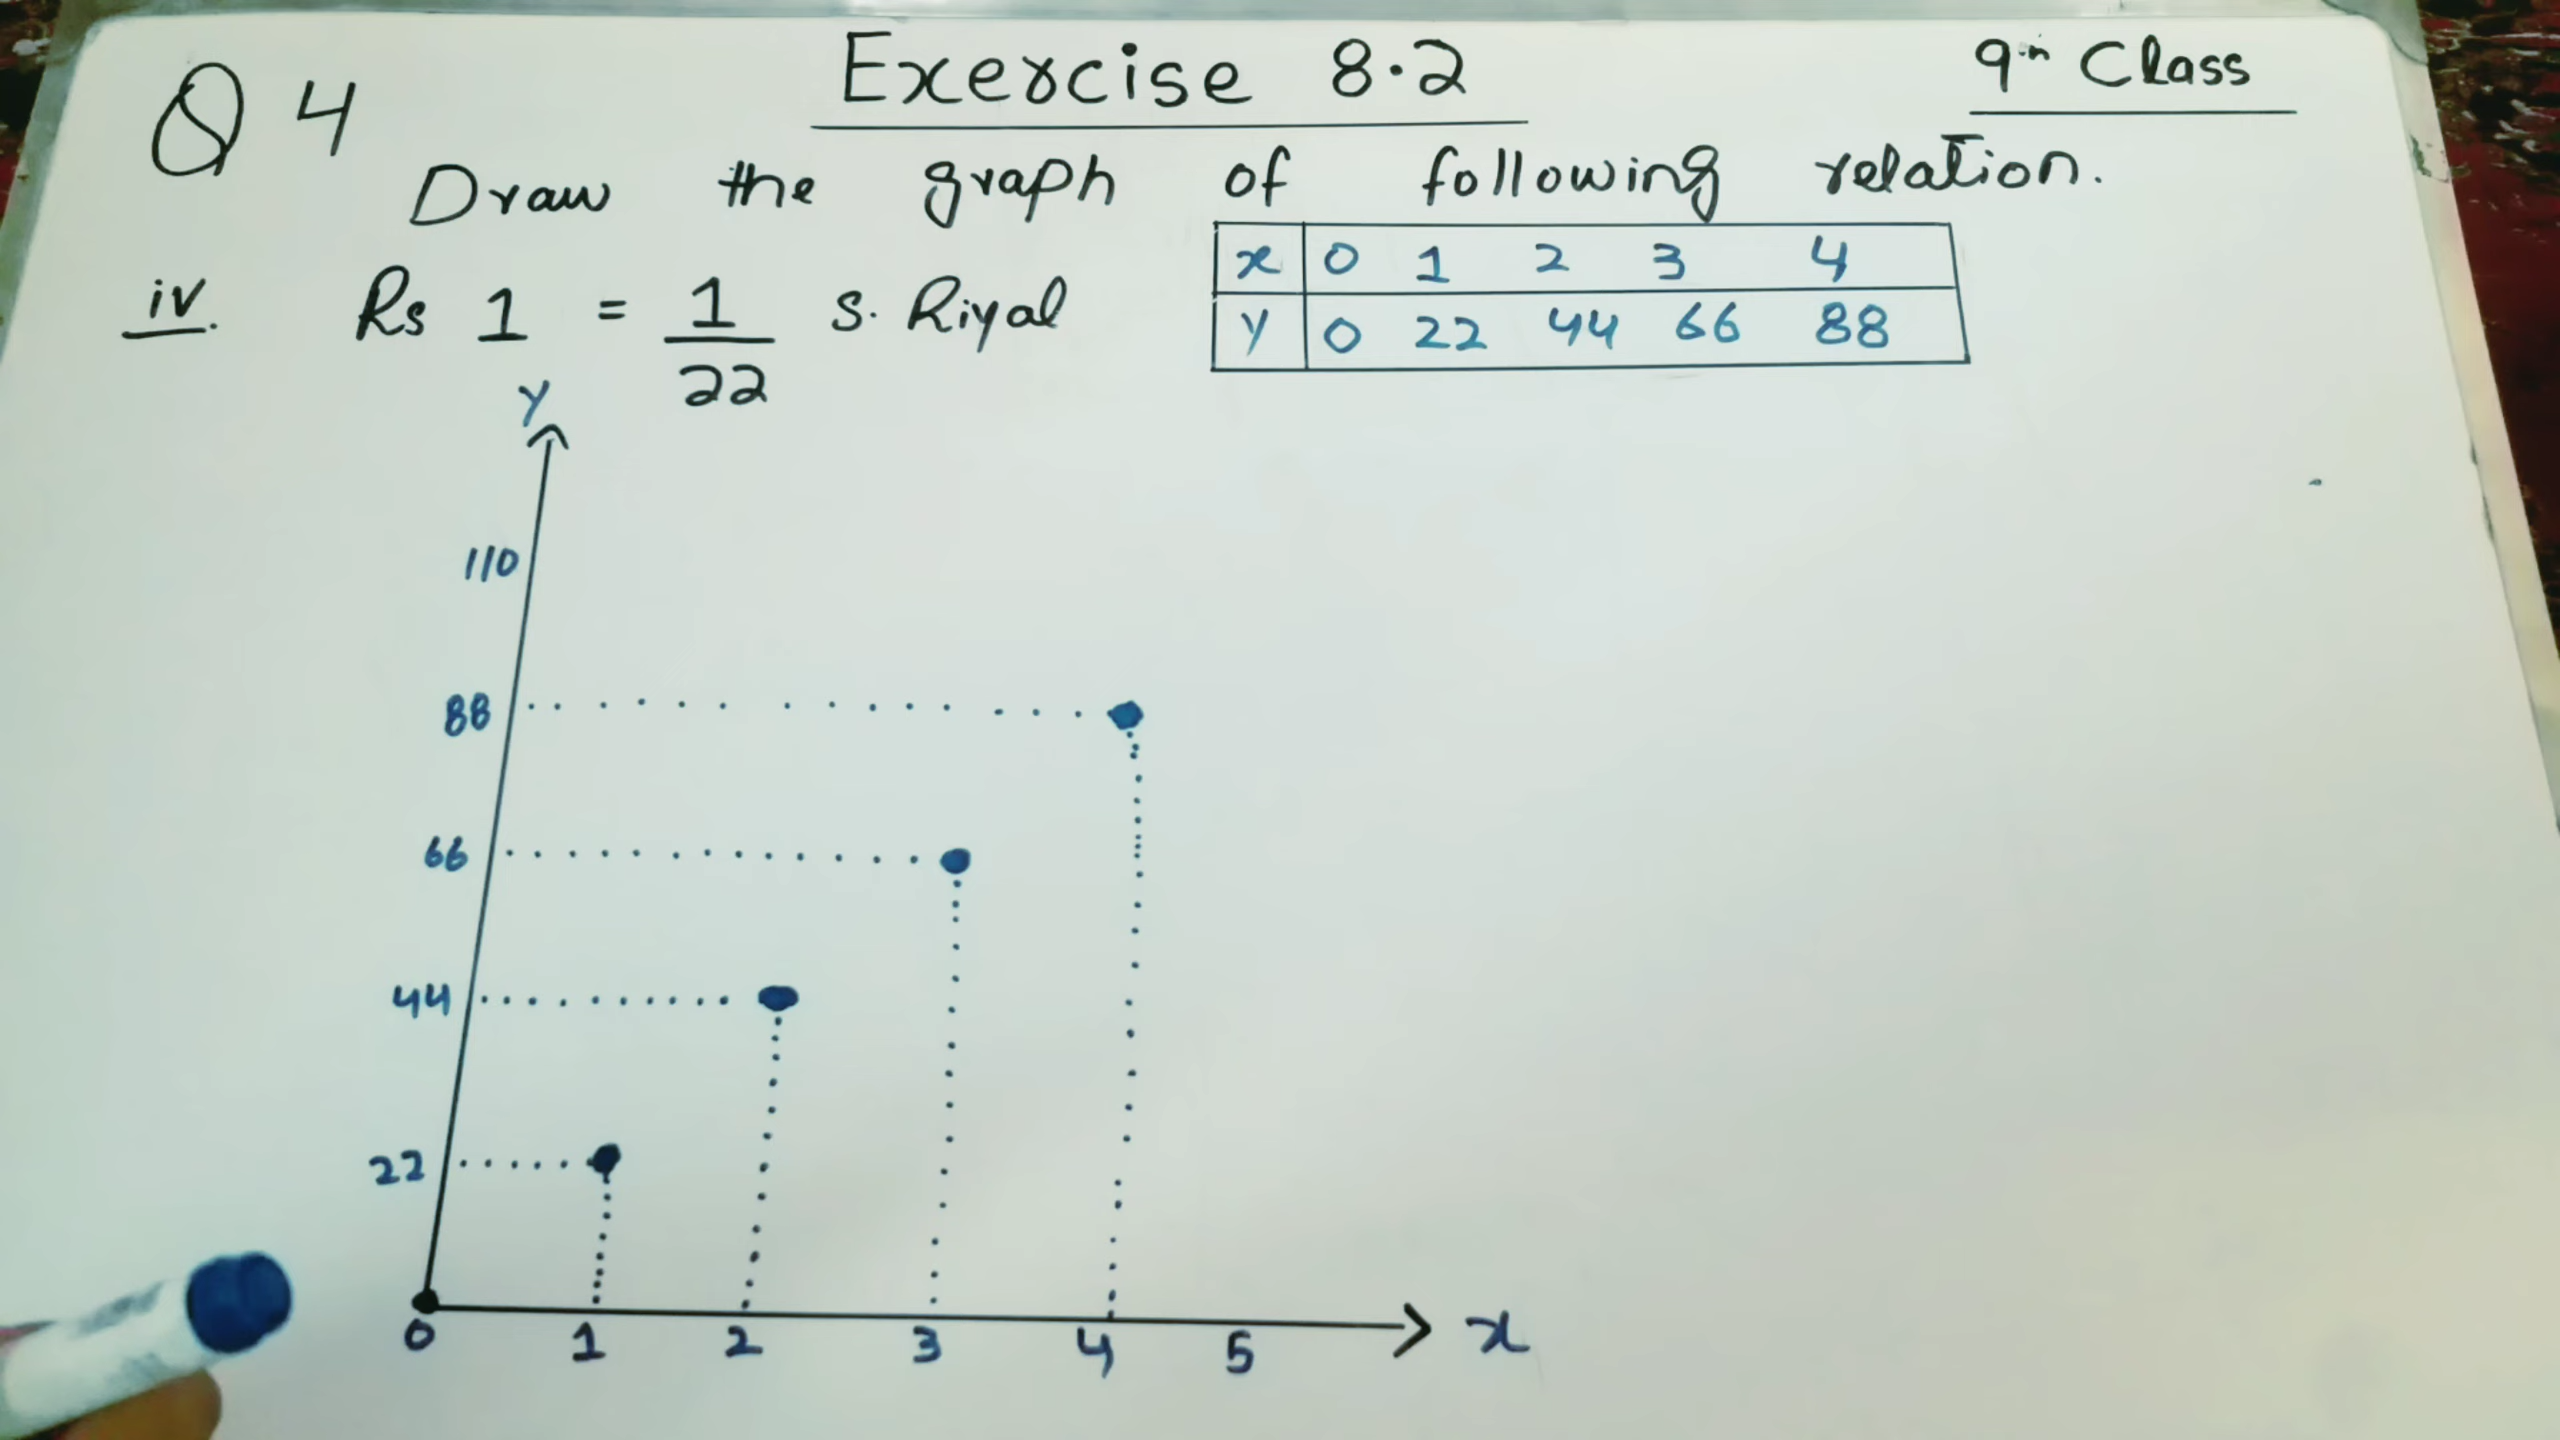 Exercise 8.2
9th Class
Q 4
Draw the graph of following relation.
iv. Rs 1 = 1/22 S. Riyal
x 0 1 2 3 4
y 0 22 44 66 88
y
110
88
66
44
22
0 1 2 3 4 5 x